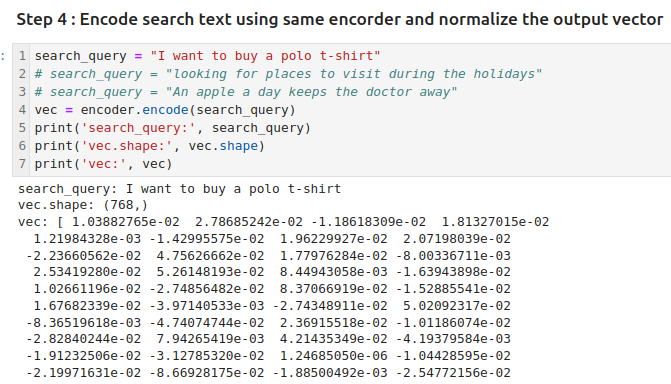 Step 4 : Encode search text using same encorder and normalize the output vector
: 1 search_query = "I want to buy a polo t-shirt"
2 # search_query = "looking for places to visit during the holidays"
3 # search_query = "An apple a day keeps the doctor away"
4 vec = encoder.encode(search_query)
5 print('search_query:', search_query)
6 print('vec.shape:', vec.shape)
7 print('vec:', vec)
search_query: I want to buy a polo t-shirt
vec.shape: (768,)
vec: [ 1.03882765e-02 2.78685242e-02 -1.18618309e-02 1.81327015e-02
1.21984328e-03 -1.42995575e-02 1.96229927e-02 2.07198039e-02
-2.23660562e-02 4.75626662e-02 1.77976284e-02 -8.00336711e-03
2.53419280e-02 5.26148193e-02 8.44943058e-03 -1.63943898e-02
1.02661196e-02 -2.74856482e-02 8.37066919e-02 -1.52885541e-02
1.67682339e-02 -3.97140533e-03 -2.74348911e-02 5.02092317e-02
-8.36519618e-03 -4.74074744e-02 2.36915518e-02 -1.01186074e-02
-2.82840244e-02 7.94265419e-03 4.21435349e-02 -4.19379584e-03
-1.91232506e-02 -3.12785320e-02 1.24685050e-06 -1.04428595e-02
-2.19971631e-02 -8.66928175e-02 -1.88500492e-03 -2.54772156e-02